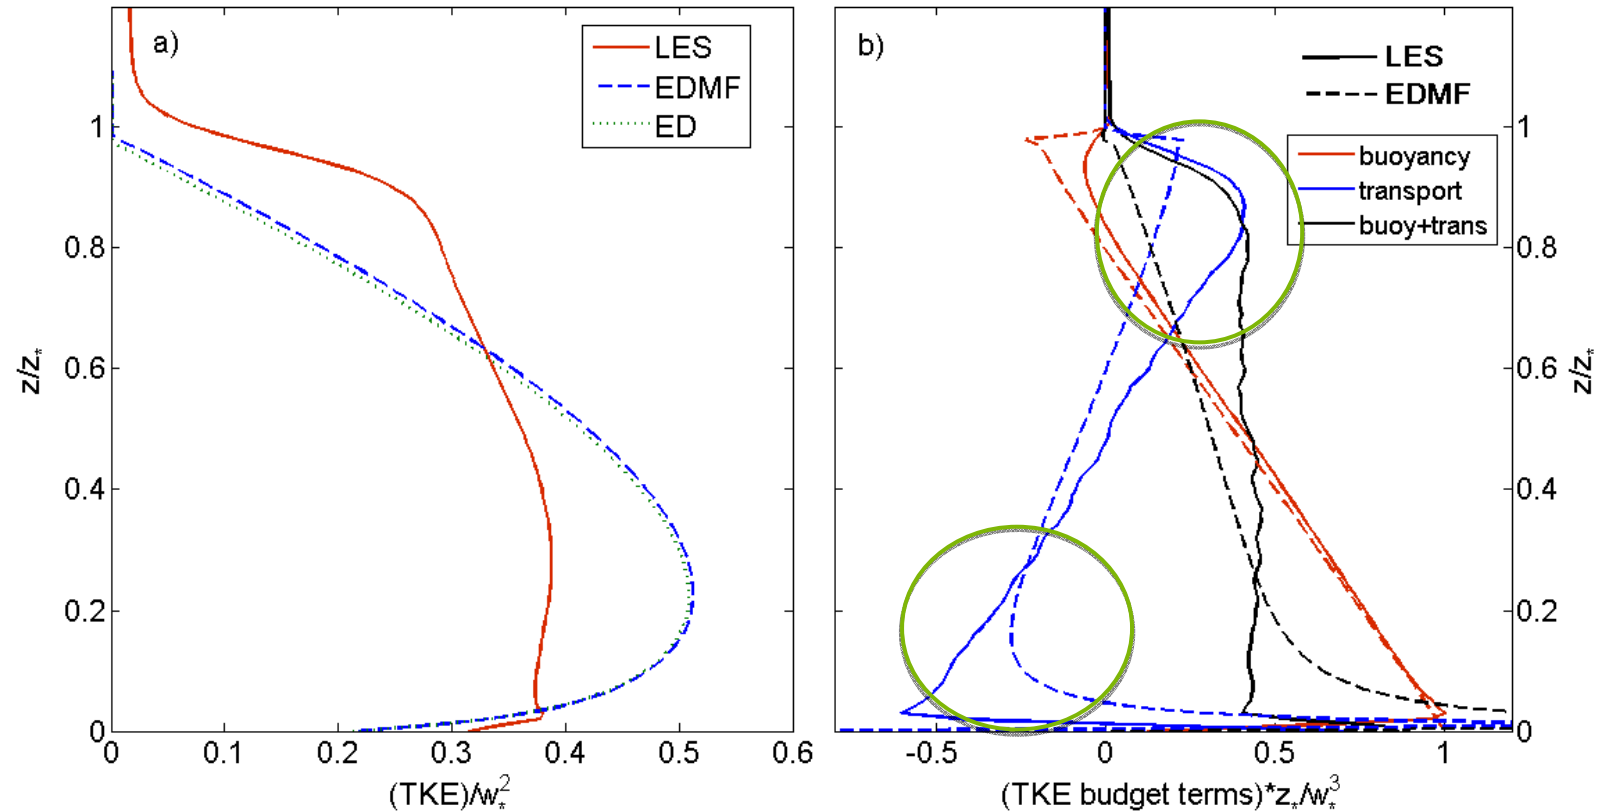 a)
LES
EDMF
ED
z/z*
1
0.8
0.6
0.4
0.2
0
0 0.1 0.2 0.3 0.4 0.5 0.6
(TKE)/w*²
b)
LES
EDMF
buoyancy
transport
buoy+trans
z/z*
1
0.8
0.6
0.4
0.2
0
-0.5 0 0.5 1
(TKE budget terms)*z*/w*³